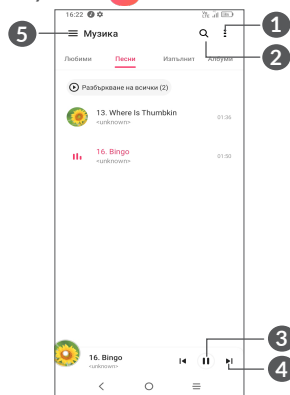 16:22
1
5
Музика
2
Любими Песни Изпълнит Албуми
Разбъркване на всички (2)
13. Where Is Thumbkin
<unknown>
01:36
16. Bingo
<unknown>
01:50
3
16. Bingo
<unknown>
4